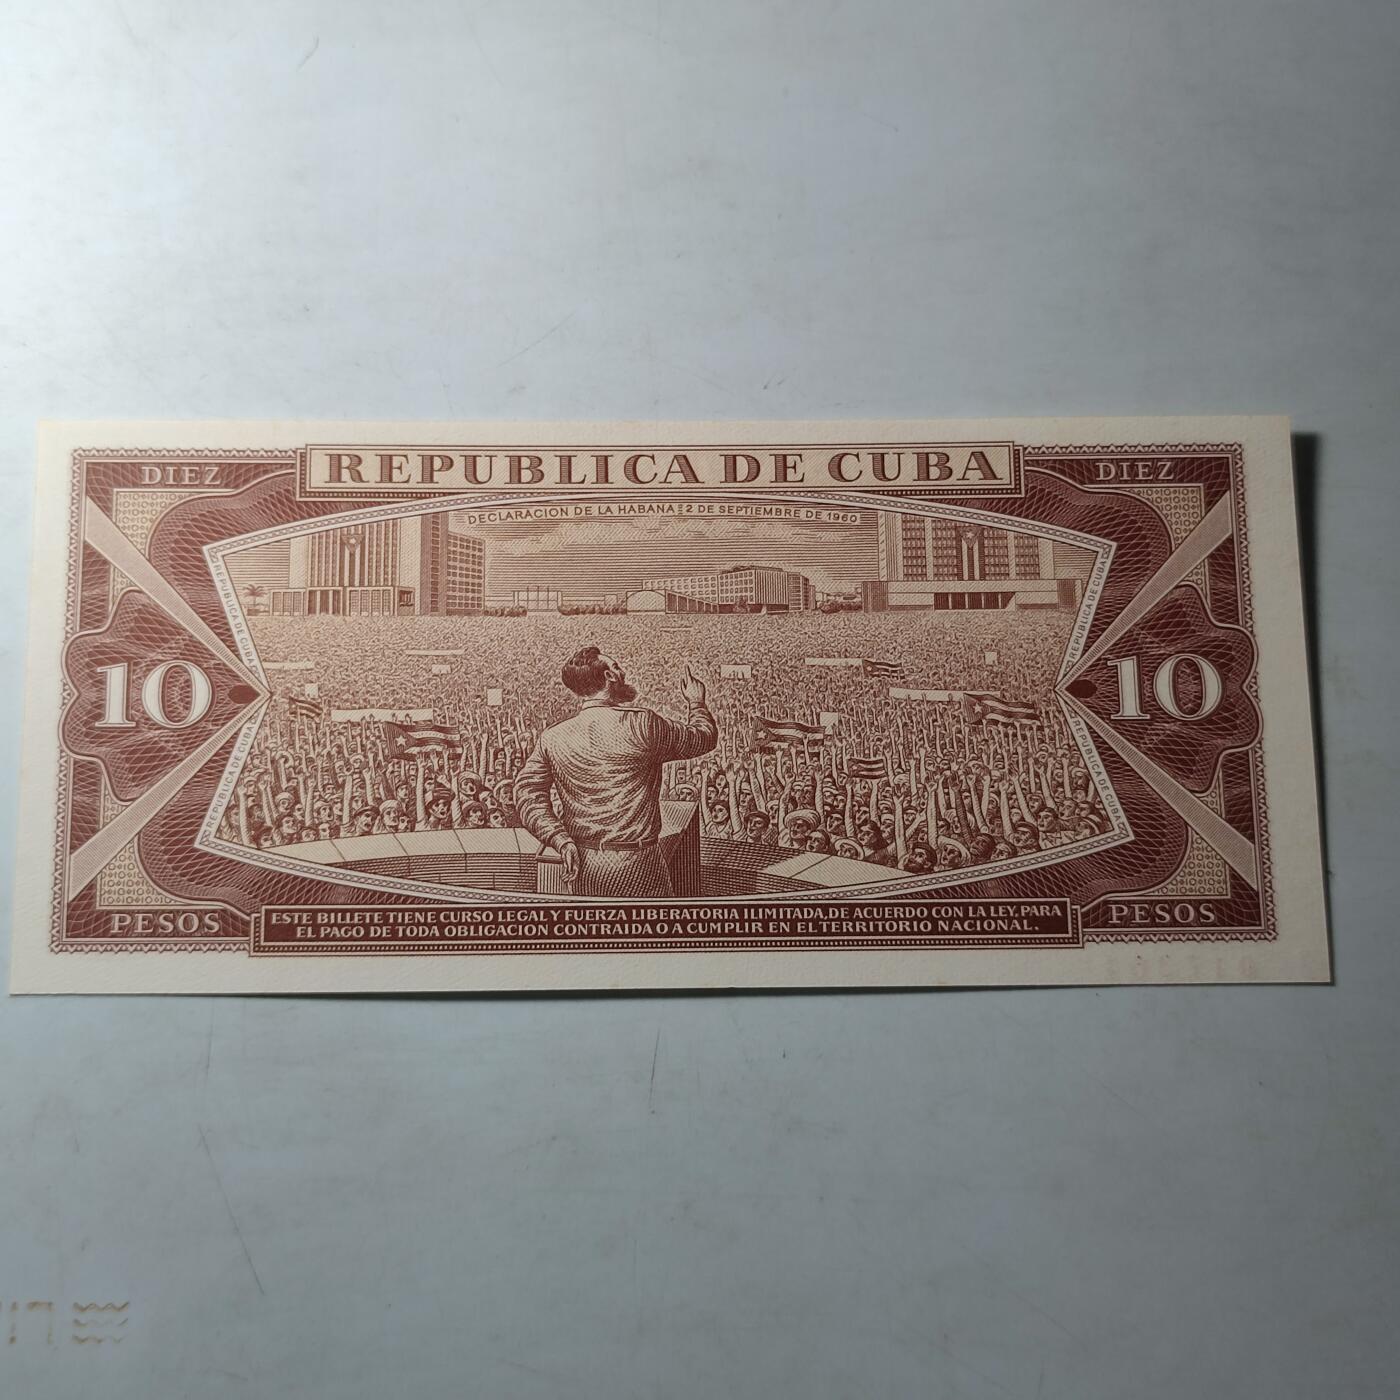 DIEZ
REPUBLICA DE CUBA
DIEZ
DECLARACION DE LA HABANA 2 DE SEPTIEMBRE DE 1960
REPUBLICA DE CUBA
REPUBLICA DE CUBA
10
10
REPUBLICA DE CUBA
REPUBLICA DE CUBA
PESOS
ESTE BILLETE TIENE CURSO LEGAL Y FUERZA LIBERATORIA ILIMITADA, DE ACUERDO CON LA LEY, PARA
EL PAGO DE TODA OBLIGACION CONTRAIDA O A CUMPLIR EN EL TERRITORIO NACIONAL.
PESOS